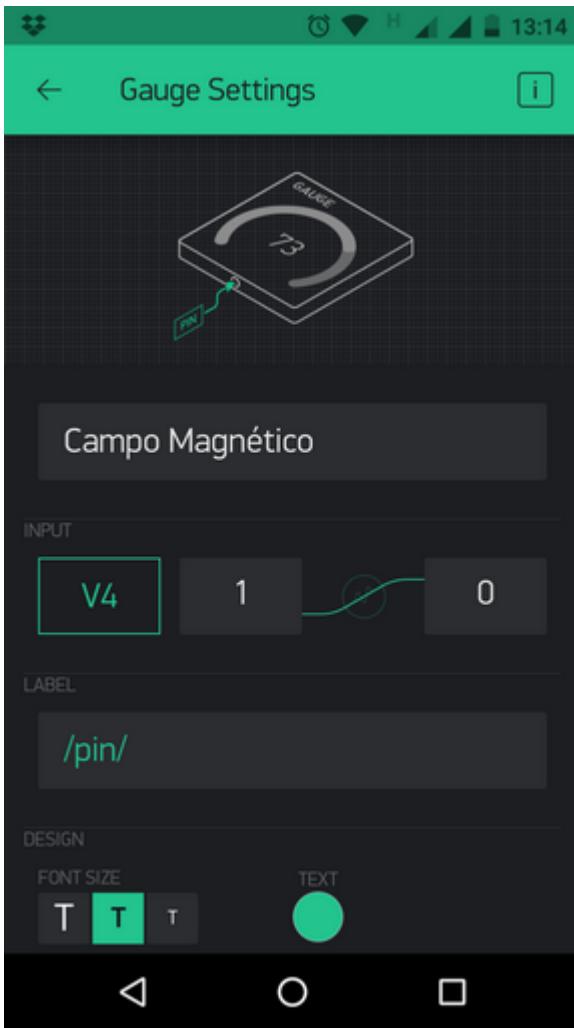 H 13:14
Gauge Settings i
GAUGE
73
PIN
Campo Magnético
INPUT
V4 1 0
LABEL
/pin/
DESIGN
FONT SIZE TEXT
T T T